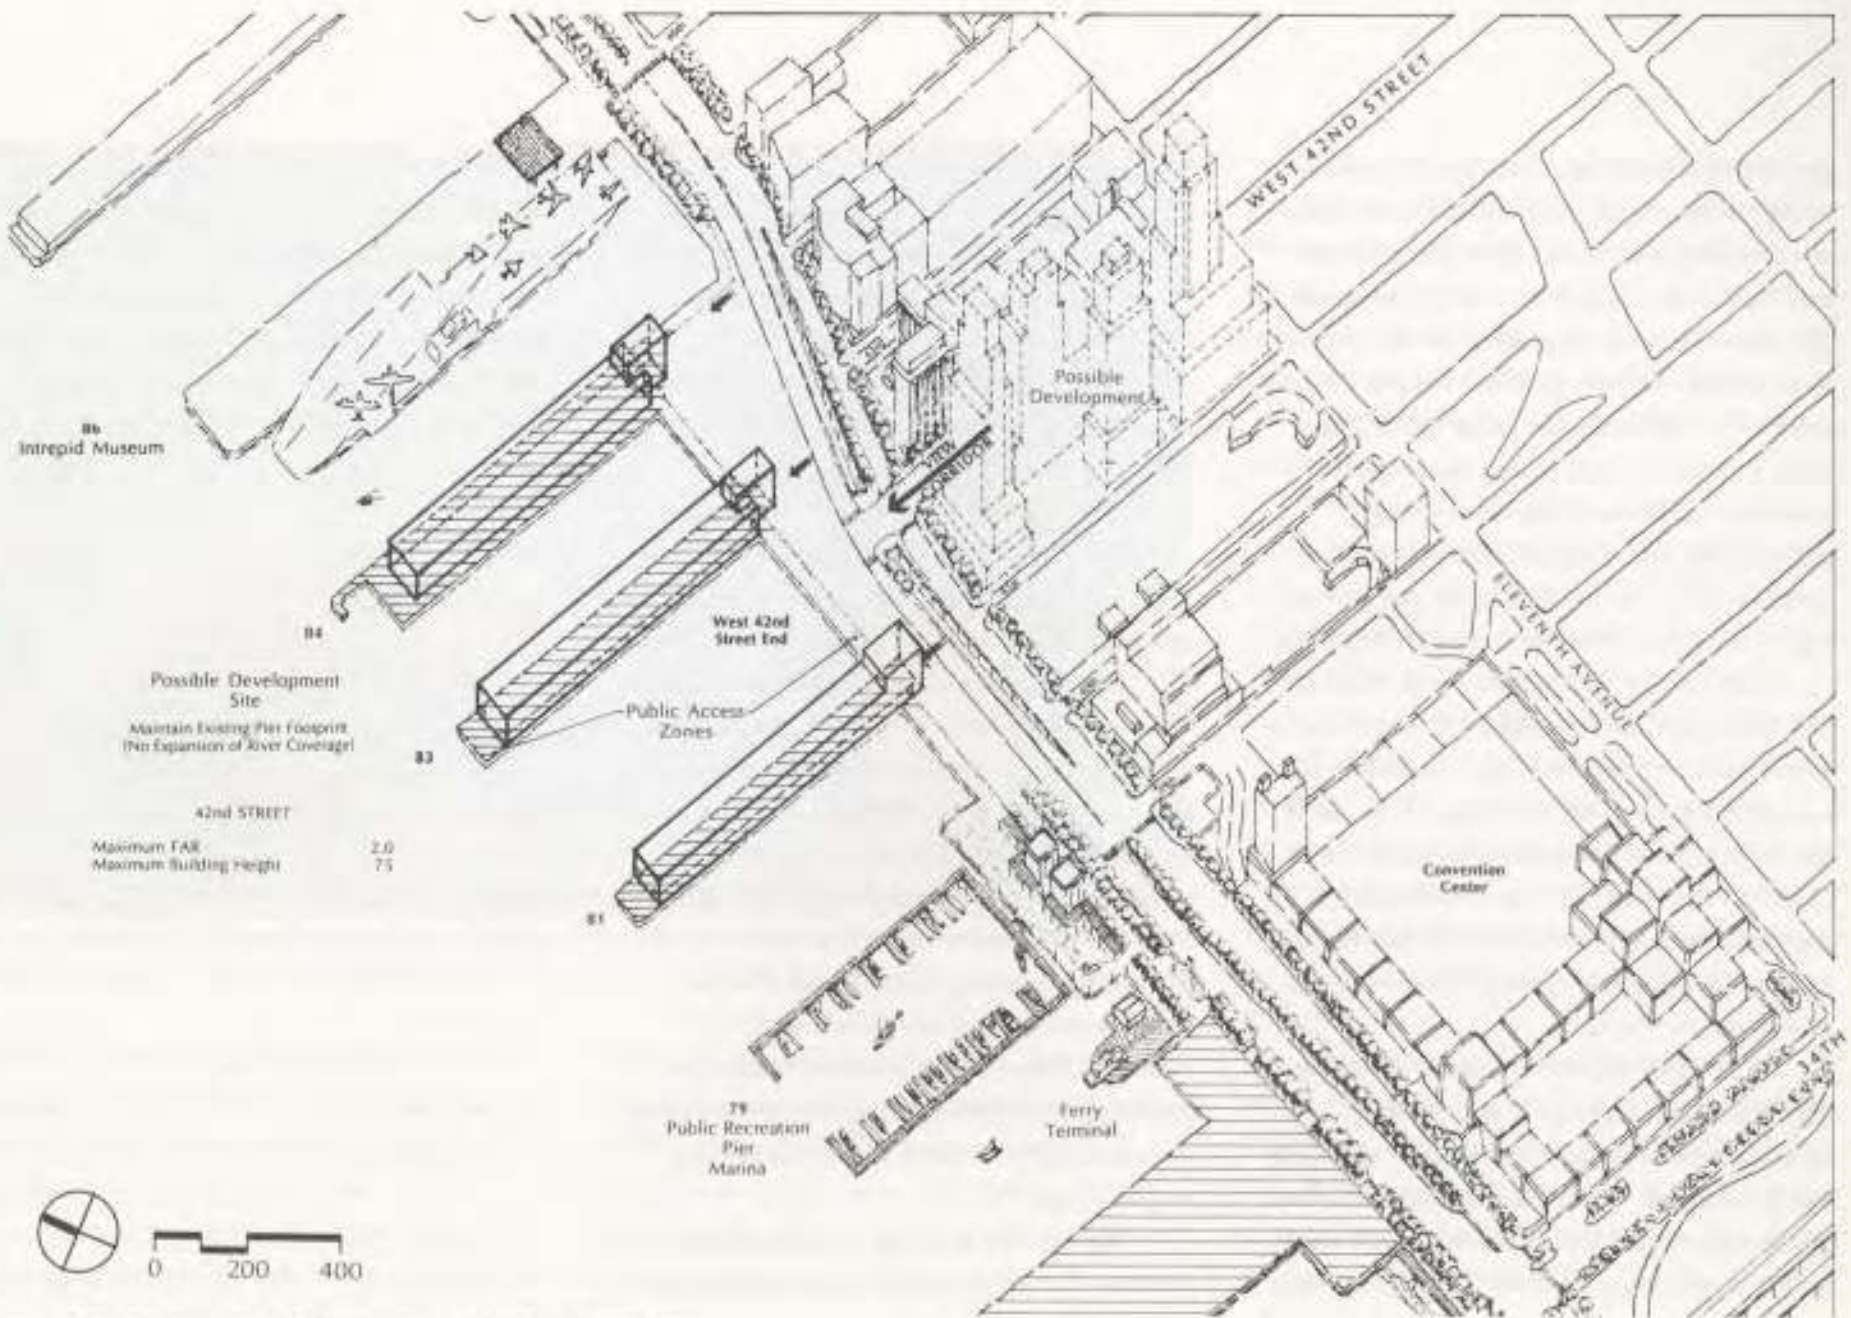 WEST 42ND STREET
Possible
Development
VIEW
CORRIDOR
86
Intrepid Museum
84
West 42nd
Street End
ELEVENTH AVENUE
Possible Development
Site
Maintain Existing Pier Footprint
(No Expansion of River Coverage)
Public Access
Zones
83
42nd STREET
Maximum FAR 2.0
Maximum Building Height 75
81
Convention
Center
79
Public Recreation
Pier
Marina
Ferry
Terminal
34TH
0 200 400